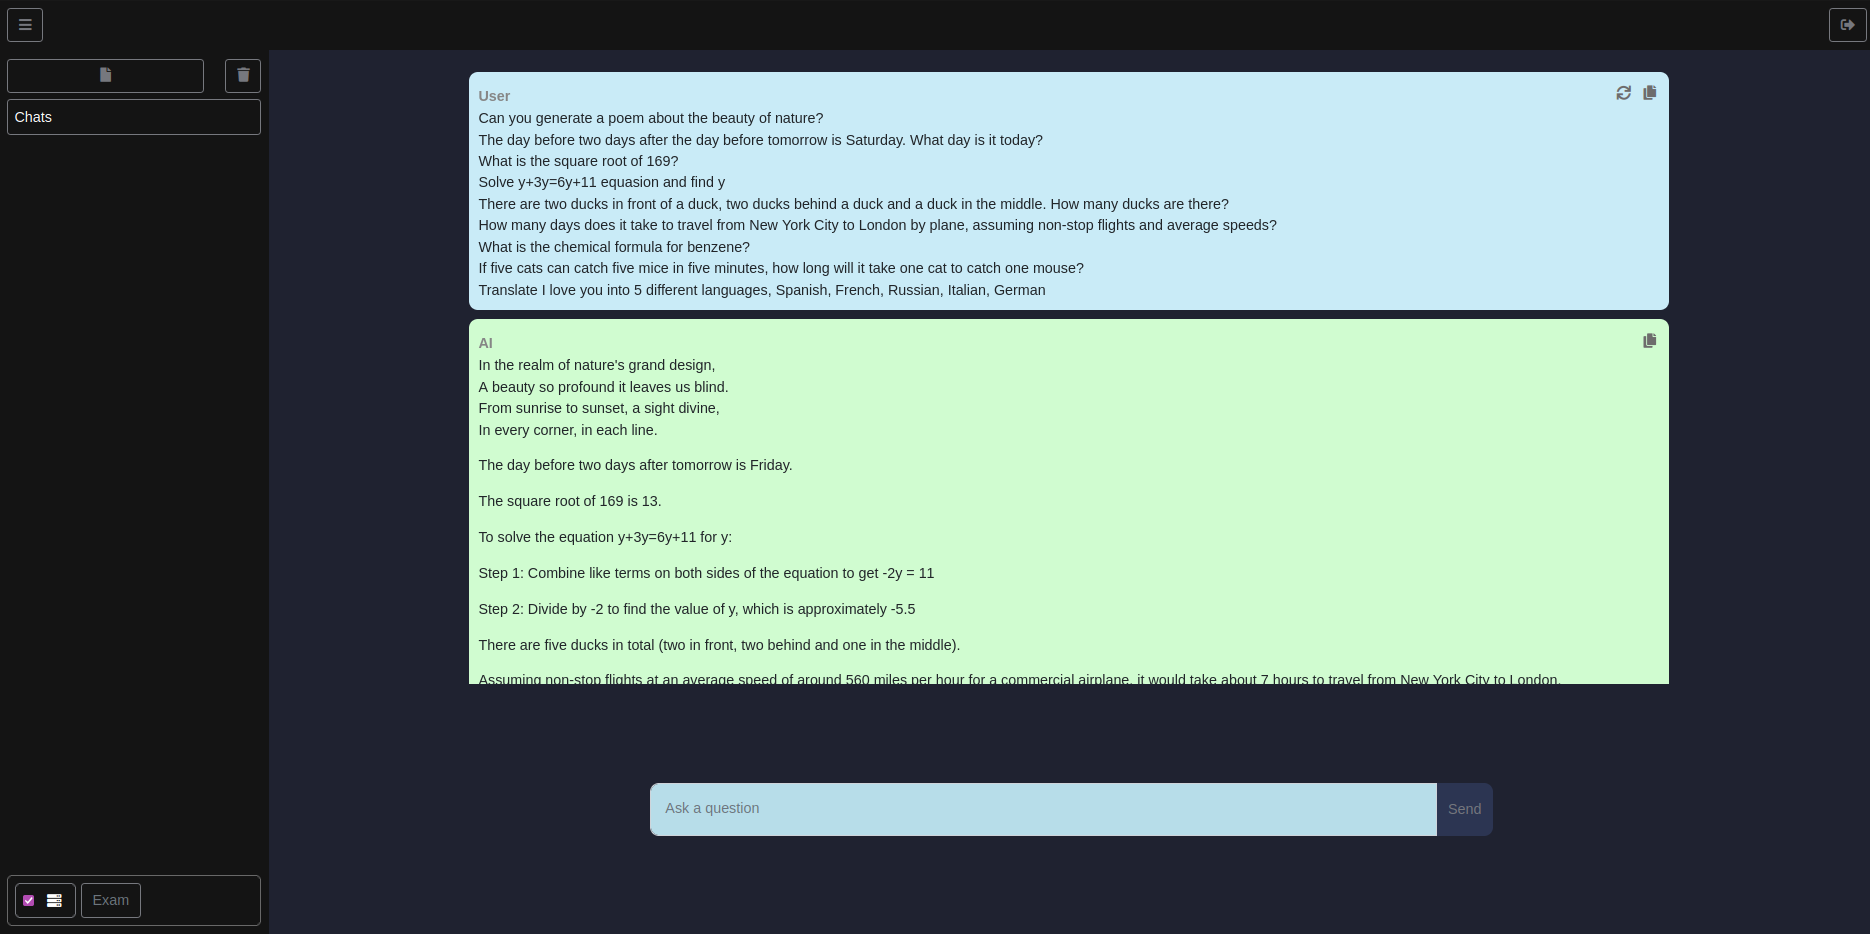 Chats
User
Can you generate a poem about the beauty of nature?
The day before two days after the day before tomorrow is Saturday. What day is it today?
What is the square root of 169?
Solve y+3y=6y+11 equasion and find y
There are two ducks in front of a duck, two ducks behind a duck and a duck in the middle. How many ducks are there?
How many days does it take to travel from New York City to London by plane, assuming non-stop flights and average speeds?
What is the chemical formula for benzene?
If five cats can catch five mice in five minutes, how long will it take one cat to catch one mouse?
Translate I love you into 5 different languages, Spanish, French, Russian, Italian, German
AI
In the realm of nature's grand design,
A beauty so profound it leaves us blind.
From sunrise to sunset, a sight divine,
In every corner, in each line.
The day before two days after tomorrow is Friday.
The square root of 169 is 13.
To solve the equation y+3y=6y+11 for y:
Step 1: Combine like terms on both sides of the equation to get -2y = 11
Step 2: Divide by -2 to find the value of y, which is approximately -5.5
There are five ducks in total (two in front, two behind and one in the middle).
Assuming non-stop flights at an average speed of around 560 miles per hour for a commercial airplane, it would take about 7 hours to travel from New York City to London.
Ask a question
Send
Exam